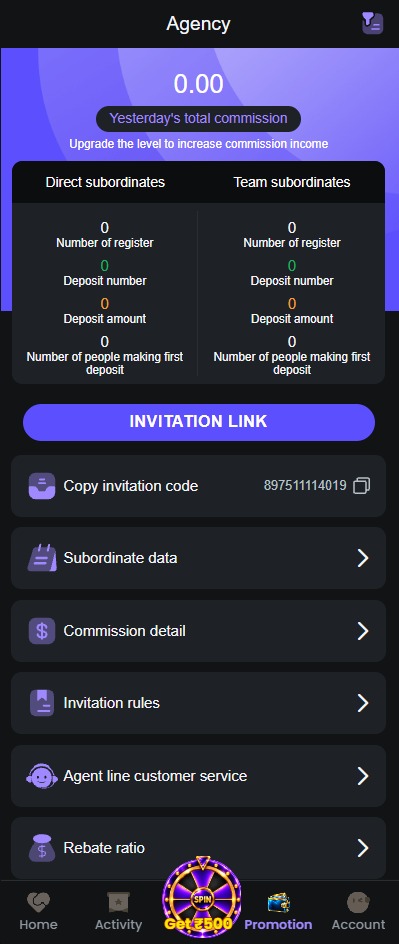 Agency
0.00
Yesterday's total commission
Upgrade the level to increase commission income
Direct subordinates
Team subordinates
0
Number of register
0
Deposit number
0
Deposit amount
0
Number of people making first
deposit
0
Number of register
0
Deposit number
0
Deposit amount
0
Number of people making first
deposit
INVITATION LINK
Copy invitation code
897511114019
Subordinate data
Commission detail
Invitation rules
Agent line customer service
Rebate ratio
SPIN
Get ₹500
Home
Activity
Promotion
Account